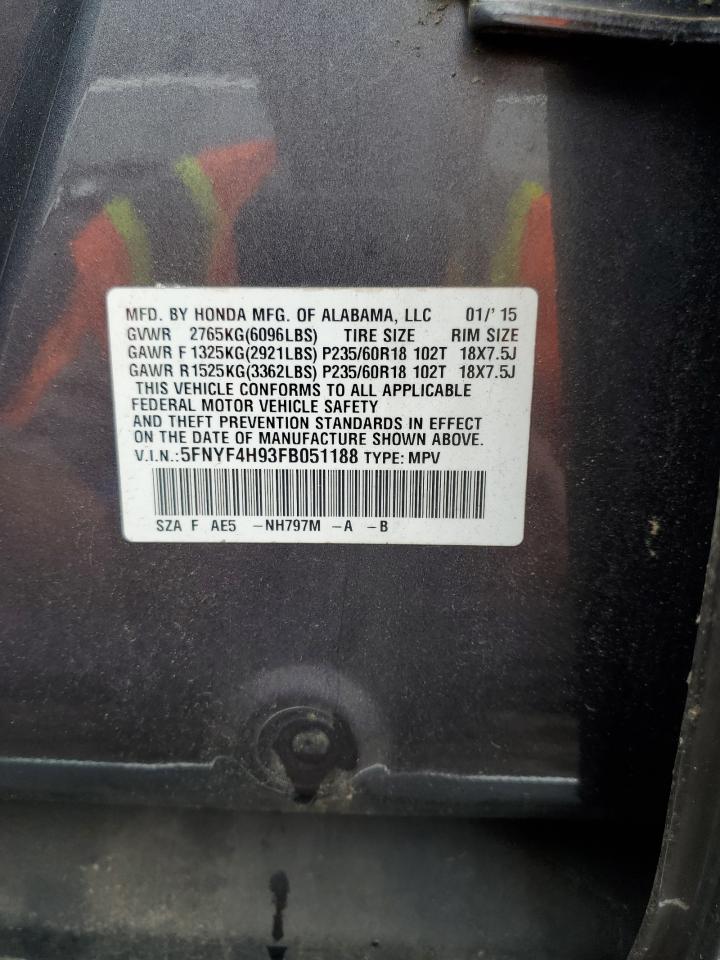 MFD. BY HONDA MFG. OF ALABAMA, LLC 01/'15
GVWR 2765KG(6096LBS) TIRE SIZE RIM SIZE
GAWR F1325KG(2921LBS) P235/60R18 102T 18X7.5J
GAWR R1525KG(3362LBS) P235/60R18 102T 18X7.5J
THIS VEHICLE CONFORMS TO ALL APPLICABLE
FEDERAL MOTOR VEHICLE SAFETY
AND THEFT PREVENTION STANDARDS IN EFFECT
ON THE DATE OF MANUFACTURE SHOWN ABOVE.
V.I.N.:5FNYF4H93FB051188 TYPE: MPV
SZA F AE5 -NH797M -A -B